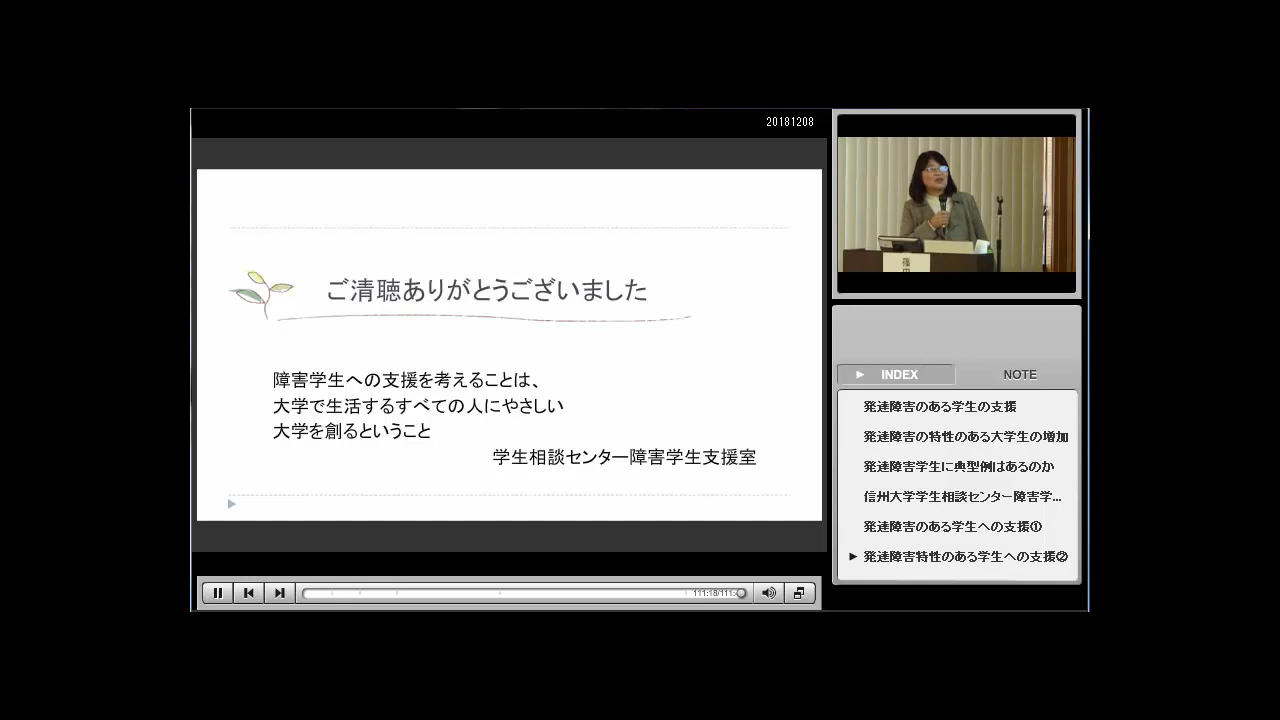 20181208
ご清聴ありがとうございました
障害学生への支援を考えることは、
大学で生活するすべての人にやさしい
大学を創るということ
学生相談センター障害学生支援室
INDEX
NOTE
発達障害のある学生の支援
発達障害の特性のある大学生の増加
発達障害学生に典型例はあるのか
信州大学学生相談センター障害学...
発達障害のある学生への支援①
発達障害特性のある学生への支援②
111:18/111: